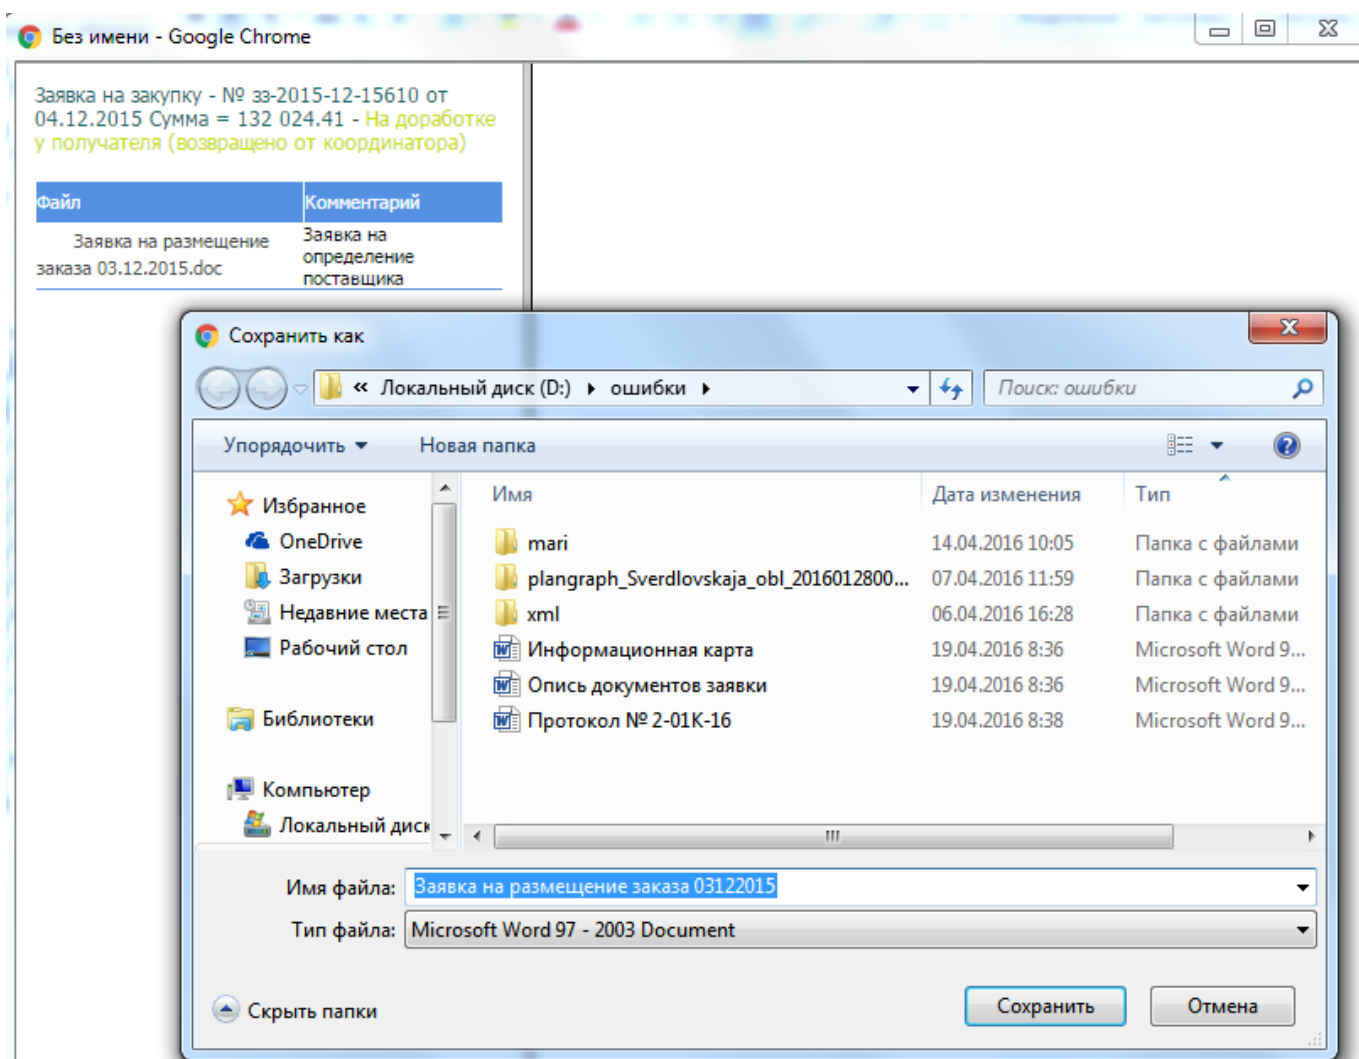 Без имени - Google Chrome
Заявка на закупку - № зз-2015-12-15610 от
04.12.2015 Сумма = 132 024.41 - На доработке
у получателя (возвращено от координатора)
Файл Комментарий
Заявка на размещение
заказа 03.12.2015.doc
Заявка на
определение
поставщика
Сохранить как
« Локальный диск (D:) ошибки
Поиск: ошибки
Упорядочить Новая папка
Избранное
OneDrive
Загрузки
Недавние места
Рабочий стол
Библиотеки
Компьютер
Локальный диск
Имя Дата изменения Тип
mari 14.04.2016 10:05 Папка с файлами
plangraph_Sverdlovskaja_obl_2016012800... 07.04.2016 11:59 Папка с файлами
xml 06.04.2016 16:28 Папка с файлами
Информационная карта 19.04.2016 8:36 Microsoft Word 9...
Опись документов заявки 19.04.2016 8:36 Microsoft Word 9...
Протокол № 2-01К-16 19.04.2016 8:38 Microsoft Word 9...
Имя файла: Заявка на размещение заказа 03122015
Тип файла: Microsoft Word 97 - 2003 Document
Скрыть папки Сохранить Отмена